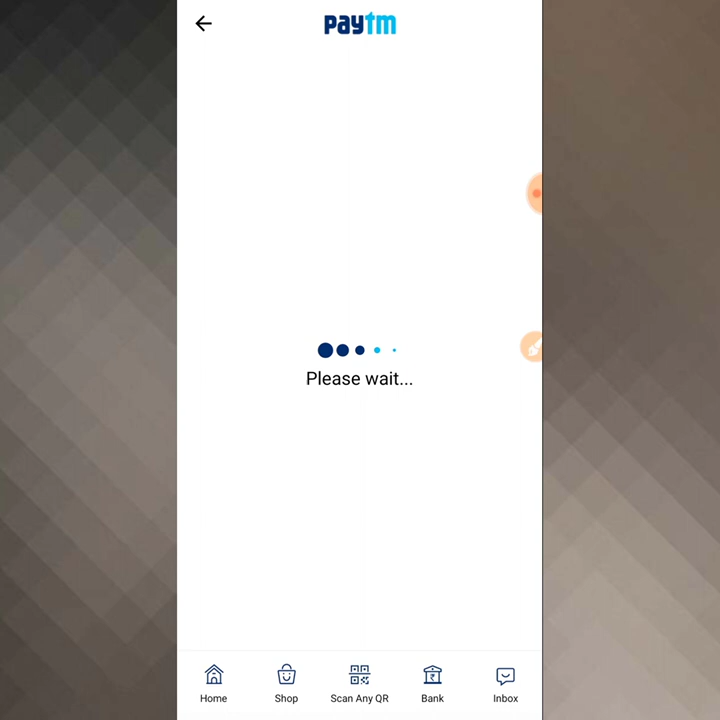 paytm
Please wait...
Home
Shop
Scan Any QR
Bank
Inbox